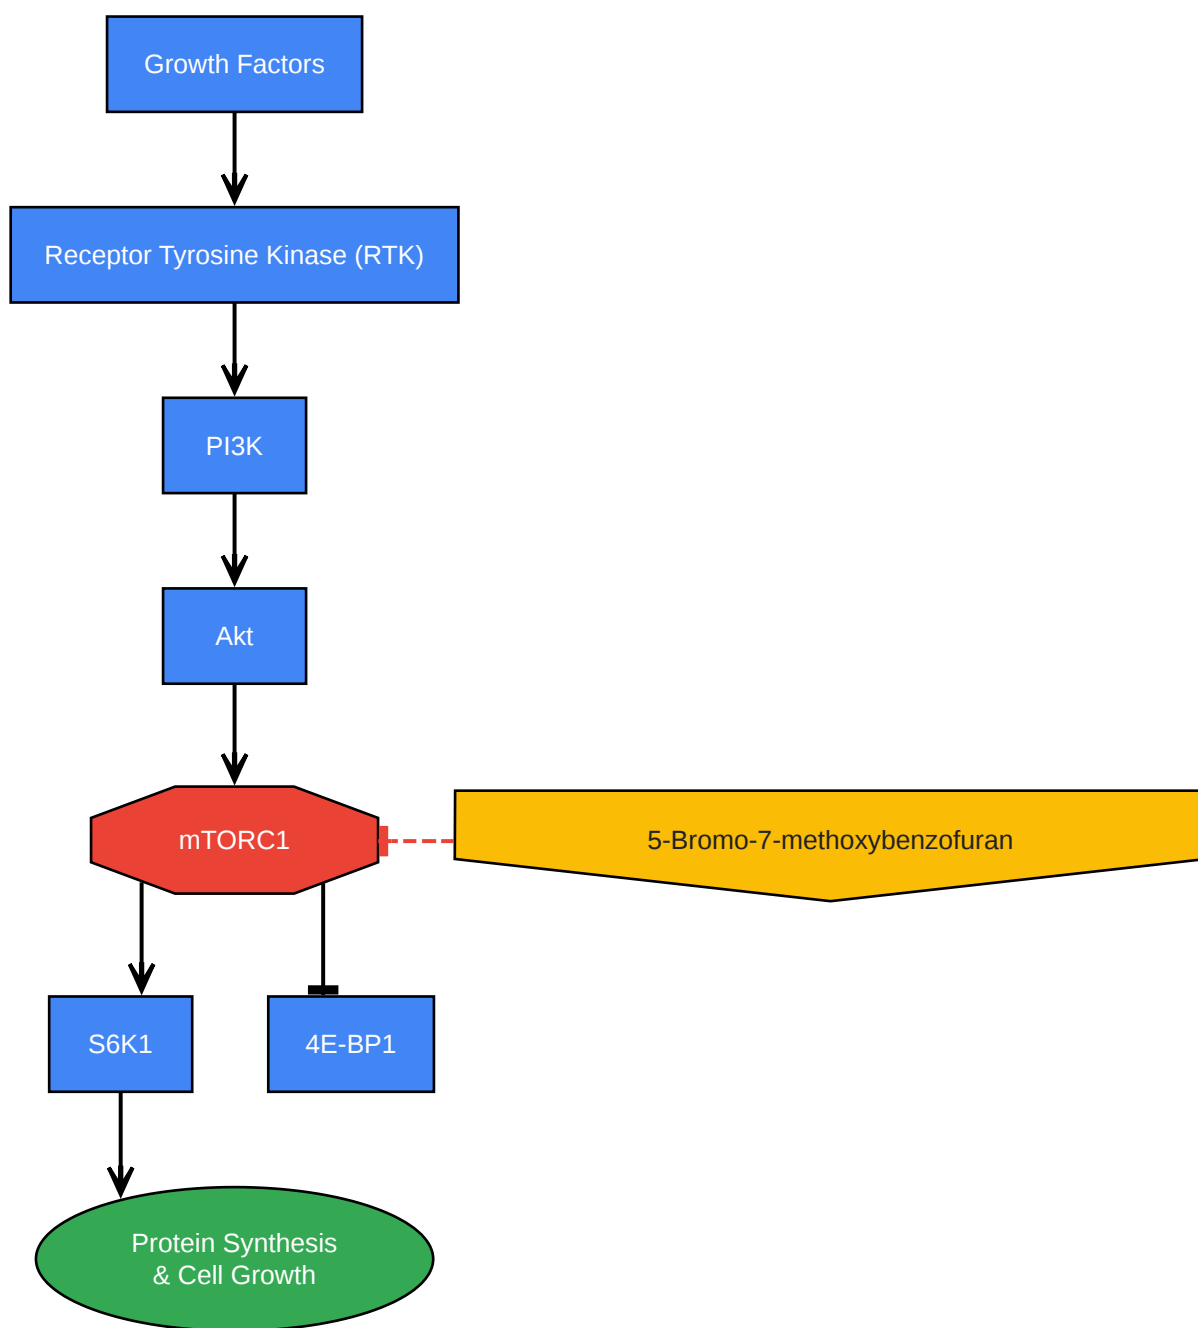 Growth Factors
Receptor Tyrosine Kinase (RTK)
PI3K
Akt
mTORC1
5-Bromo-7-methoxybenzofuran
S6K1
4E-BP1
Protein Synthesis
& Cell Growth